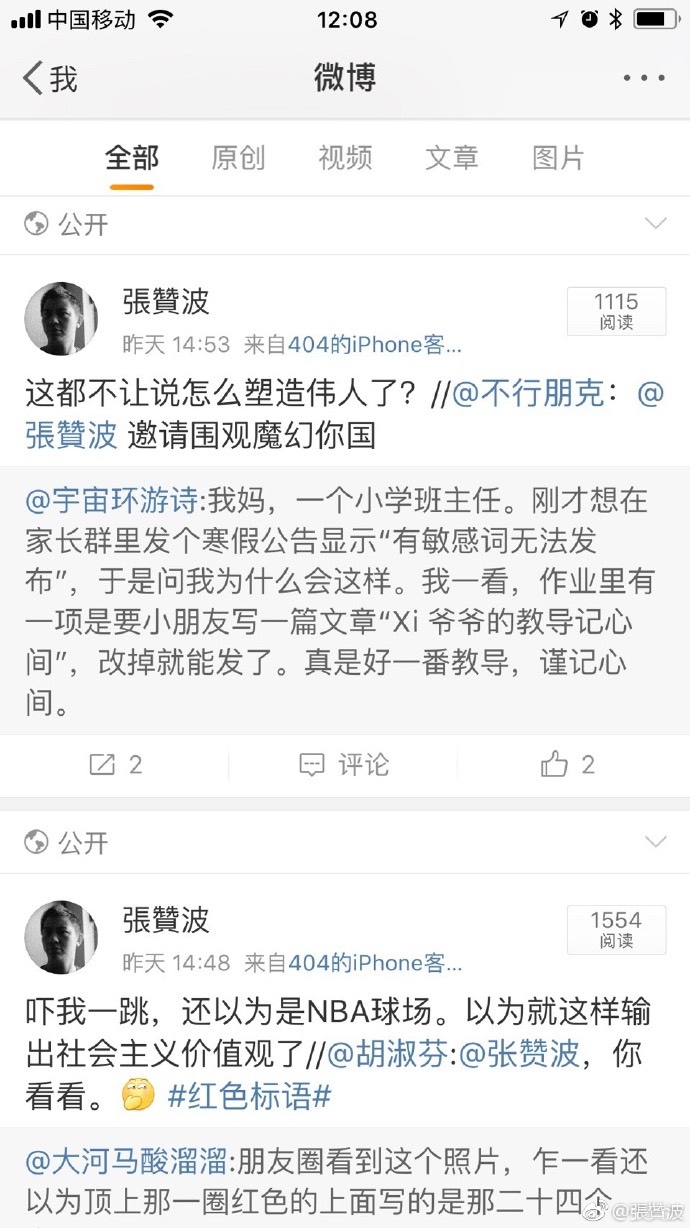 中国移动
12:08
我
微博
全部
原创
视频
文章
图片
公开
張贊波
1115
阅读
昨天 14:53 来自404的iPhone客...
这都不让说怎么塑造伟人了？//@不行朋克：@
張贊波 邀请围观魔幻你国
@宇宙环游诗:我妈，一个小学班主任。刚才想在
家长群里发个寒假公告显示“有敏感词无法发
布”，于是问我为什么会这样。我一看，作业里有
一项是要小朋友写一篇文章“Xi 爷爷的教导记心
间”，改掉就能发了。真是好一番教导，谨记心
间。
2
评论
2
公开
張贊波
1554
阅读
昨天 14:48 来自404的iPhone客...
吓我一跳，还以为是NBA球场。以为就这样输
出社会主义价值观了//@胡淑芬:@张赞波，你
看看。 #红色标语#
@大河马酸溜溜:朋友圈看到这个照片，乍一看还
以为顶上那一圈红色的上面写的是那二十四个
@張贊波